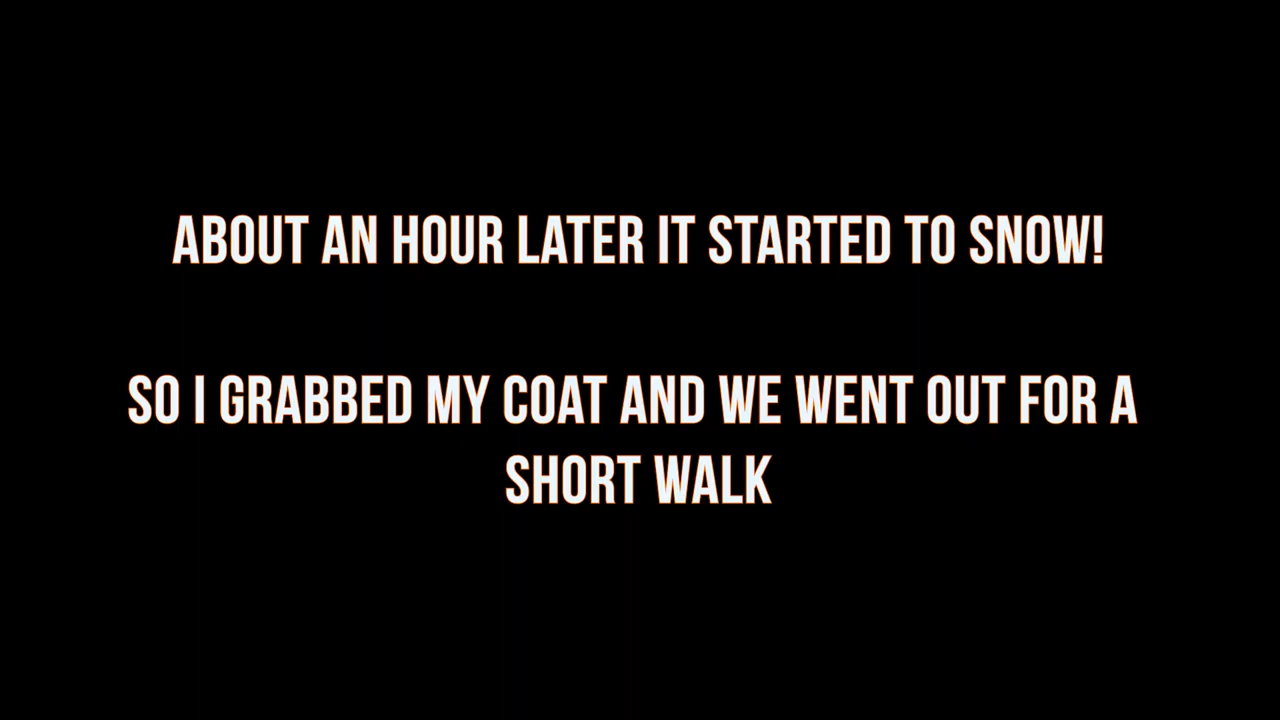 ABOUT AN HOUR LATER IT STARTED TO SNOW!
SO I GRABBED MY COAT AND WE WENT OUT FOR A
SHORT WALK